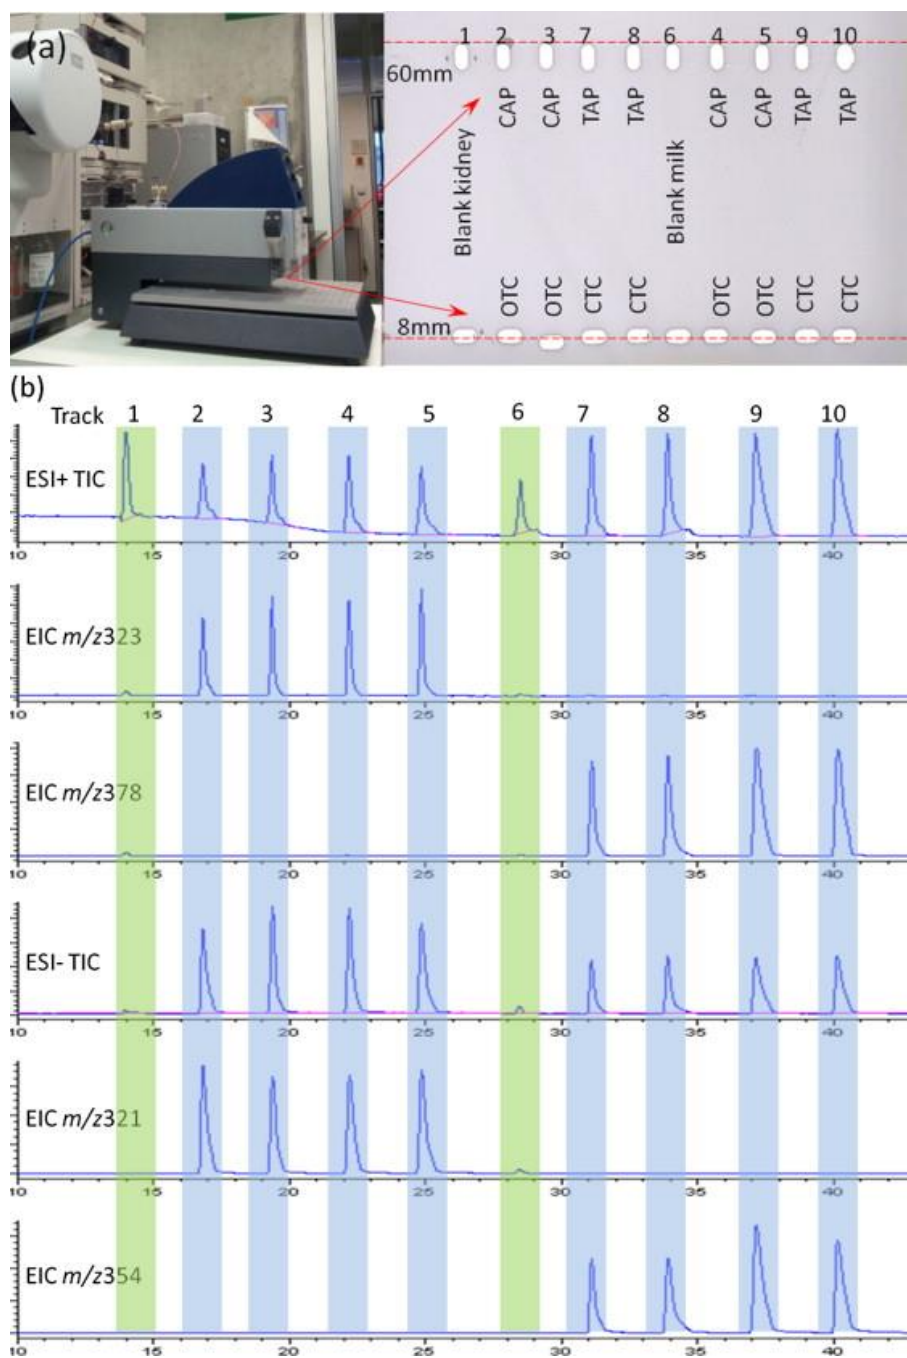 (a)
1 2 3 7 8 6 4 5 9 10
60mm
Blank kidney CAP CAP TAP TAP Blank milk CAP CAP TAP TAP
OTC OTC CTC CTC OTC OTC CTC CTC
8mm
(b)
Track 1 2 3 4 5 6 7 8 9 10
ESI+ TIC
10 15 20 25 30 35 40
EIC m/z323
10 15 20 25 30 35 40
EIC m/z378
10 15 20 25 30 35 40
ESI- TIC
10 15 20 25 30 35 40
EIC m/z321
10 15 20 25 30 35 40
EIC m/z354
10 15 20 25 30 35 40